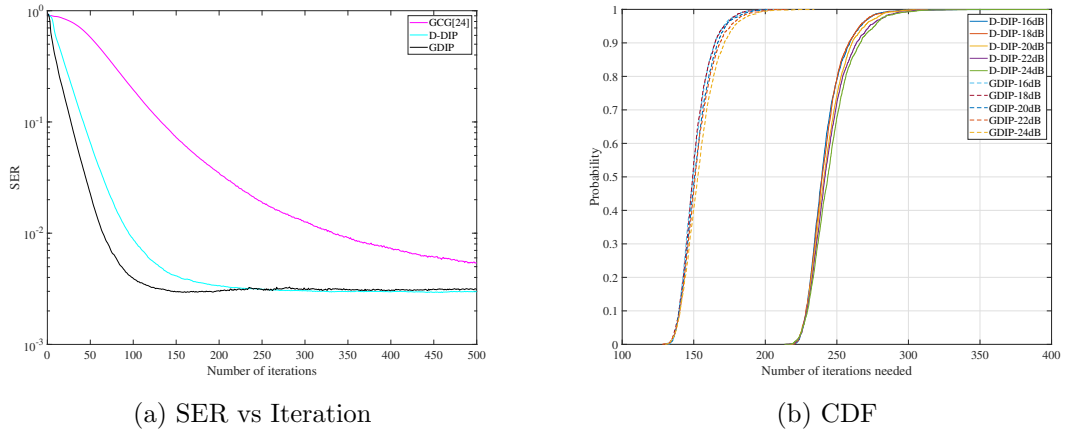 10^0
10^-1
10^-2
10^-3
SER
0 50 100 150 200 250 300 350 400 450 500
Number of iterations
GCG[24]
D-DIP
GDIP
(a) SER vs Iteration
1
0.9
0.8
0.7
0.6
0.5
0.4
0.3
0.2
0.1
0
Probability
100 150 200 250 300 350 400
Number of iterations needed
D-DIP-16dB
D-DIP-18dB
D-DIP-20dB
D-DIP-22dB
D-DIP-24dB
GDIP-16dB
GDIP-18dB
GDIP-20dB
GDIP-22dB
GDIP-24dB
(b) CDF